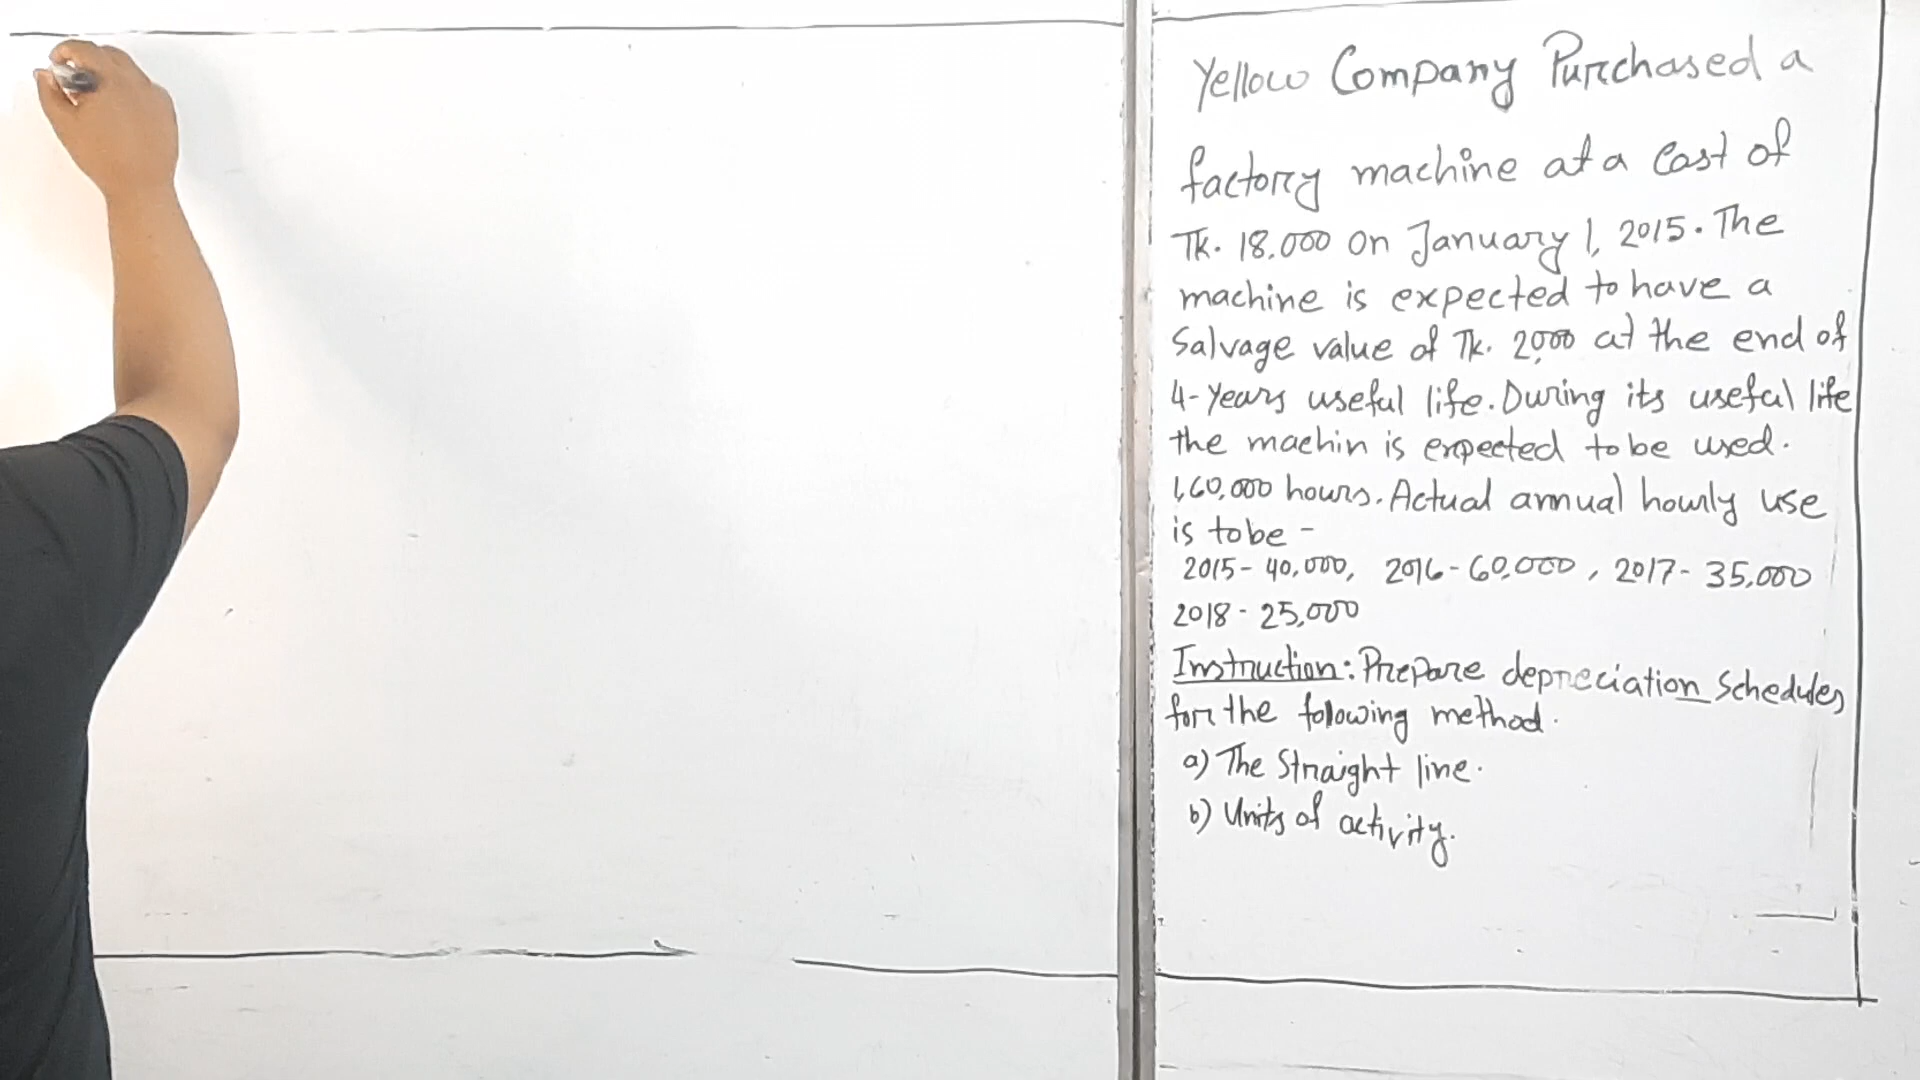 Yellow Company Purchased a
factory machine at a Cost of
Tk. 18,000 on January 1, 2015. The
machine is expected to have a
Salvage value of Tk. 2,000 at the end of
4-Years useful life. During its useful life
the machin is expected to be used.
1,60,000 hours. Actual annual hourly use
is to be -
2015 - 40,000, 2016 - 60,000, 2017 - 35,000
2018 - 25,000
Instruction: Prepare depreciation Schedules
for the folowing method.
a) The Straight line.
b) Units of activity.